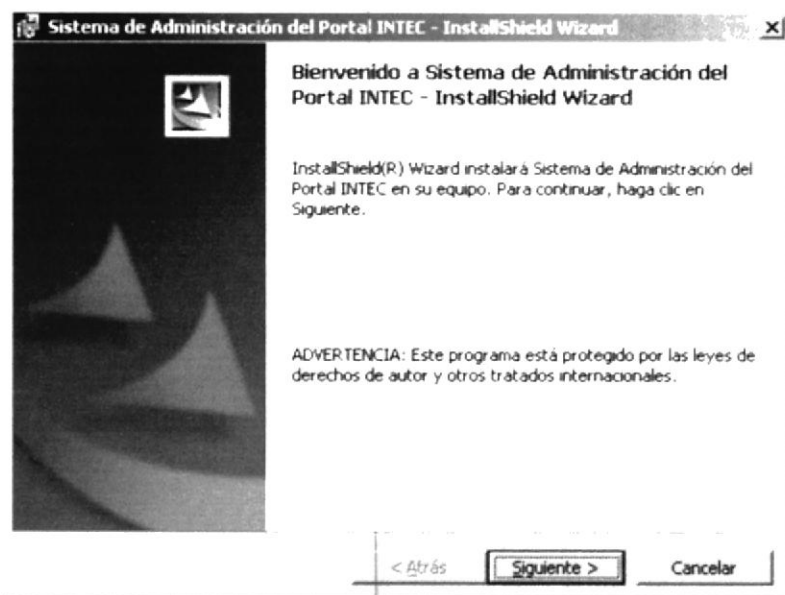 Sistema de Administración del Portal INTEC - InstallShield Wizard
Bienvenido a Sistema de Administración del
Portal INTEC - InstallShield Wizard
InstallShield(R) Wizard instalará Sistema de Administración del
Portal INTEC en su equipo. Para continuar, haga clic en
Siguiente.
ADVERTENCIA: Este programa está protegido por las leyes de
derechos de autor y otros tratados internacionales.
< Atrás Siguiente > Cancelar